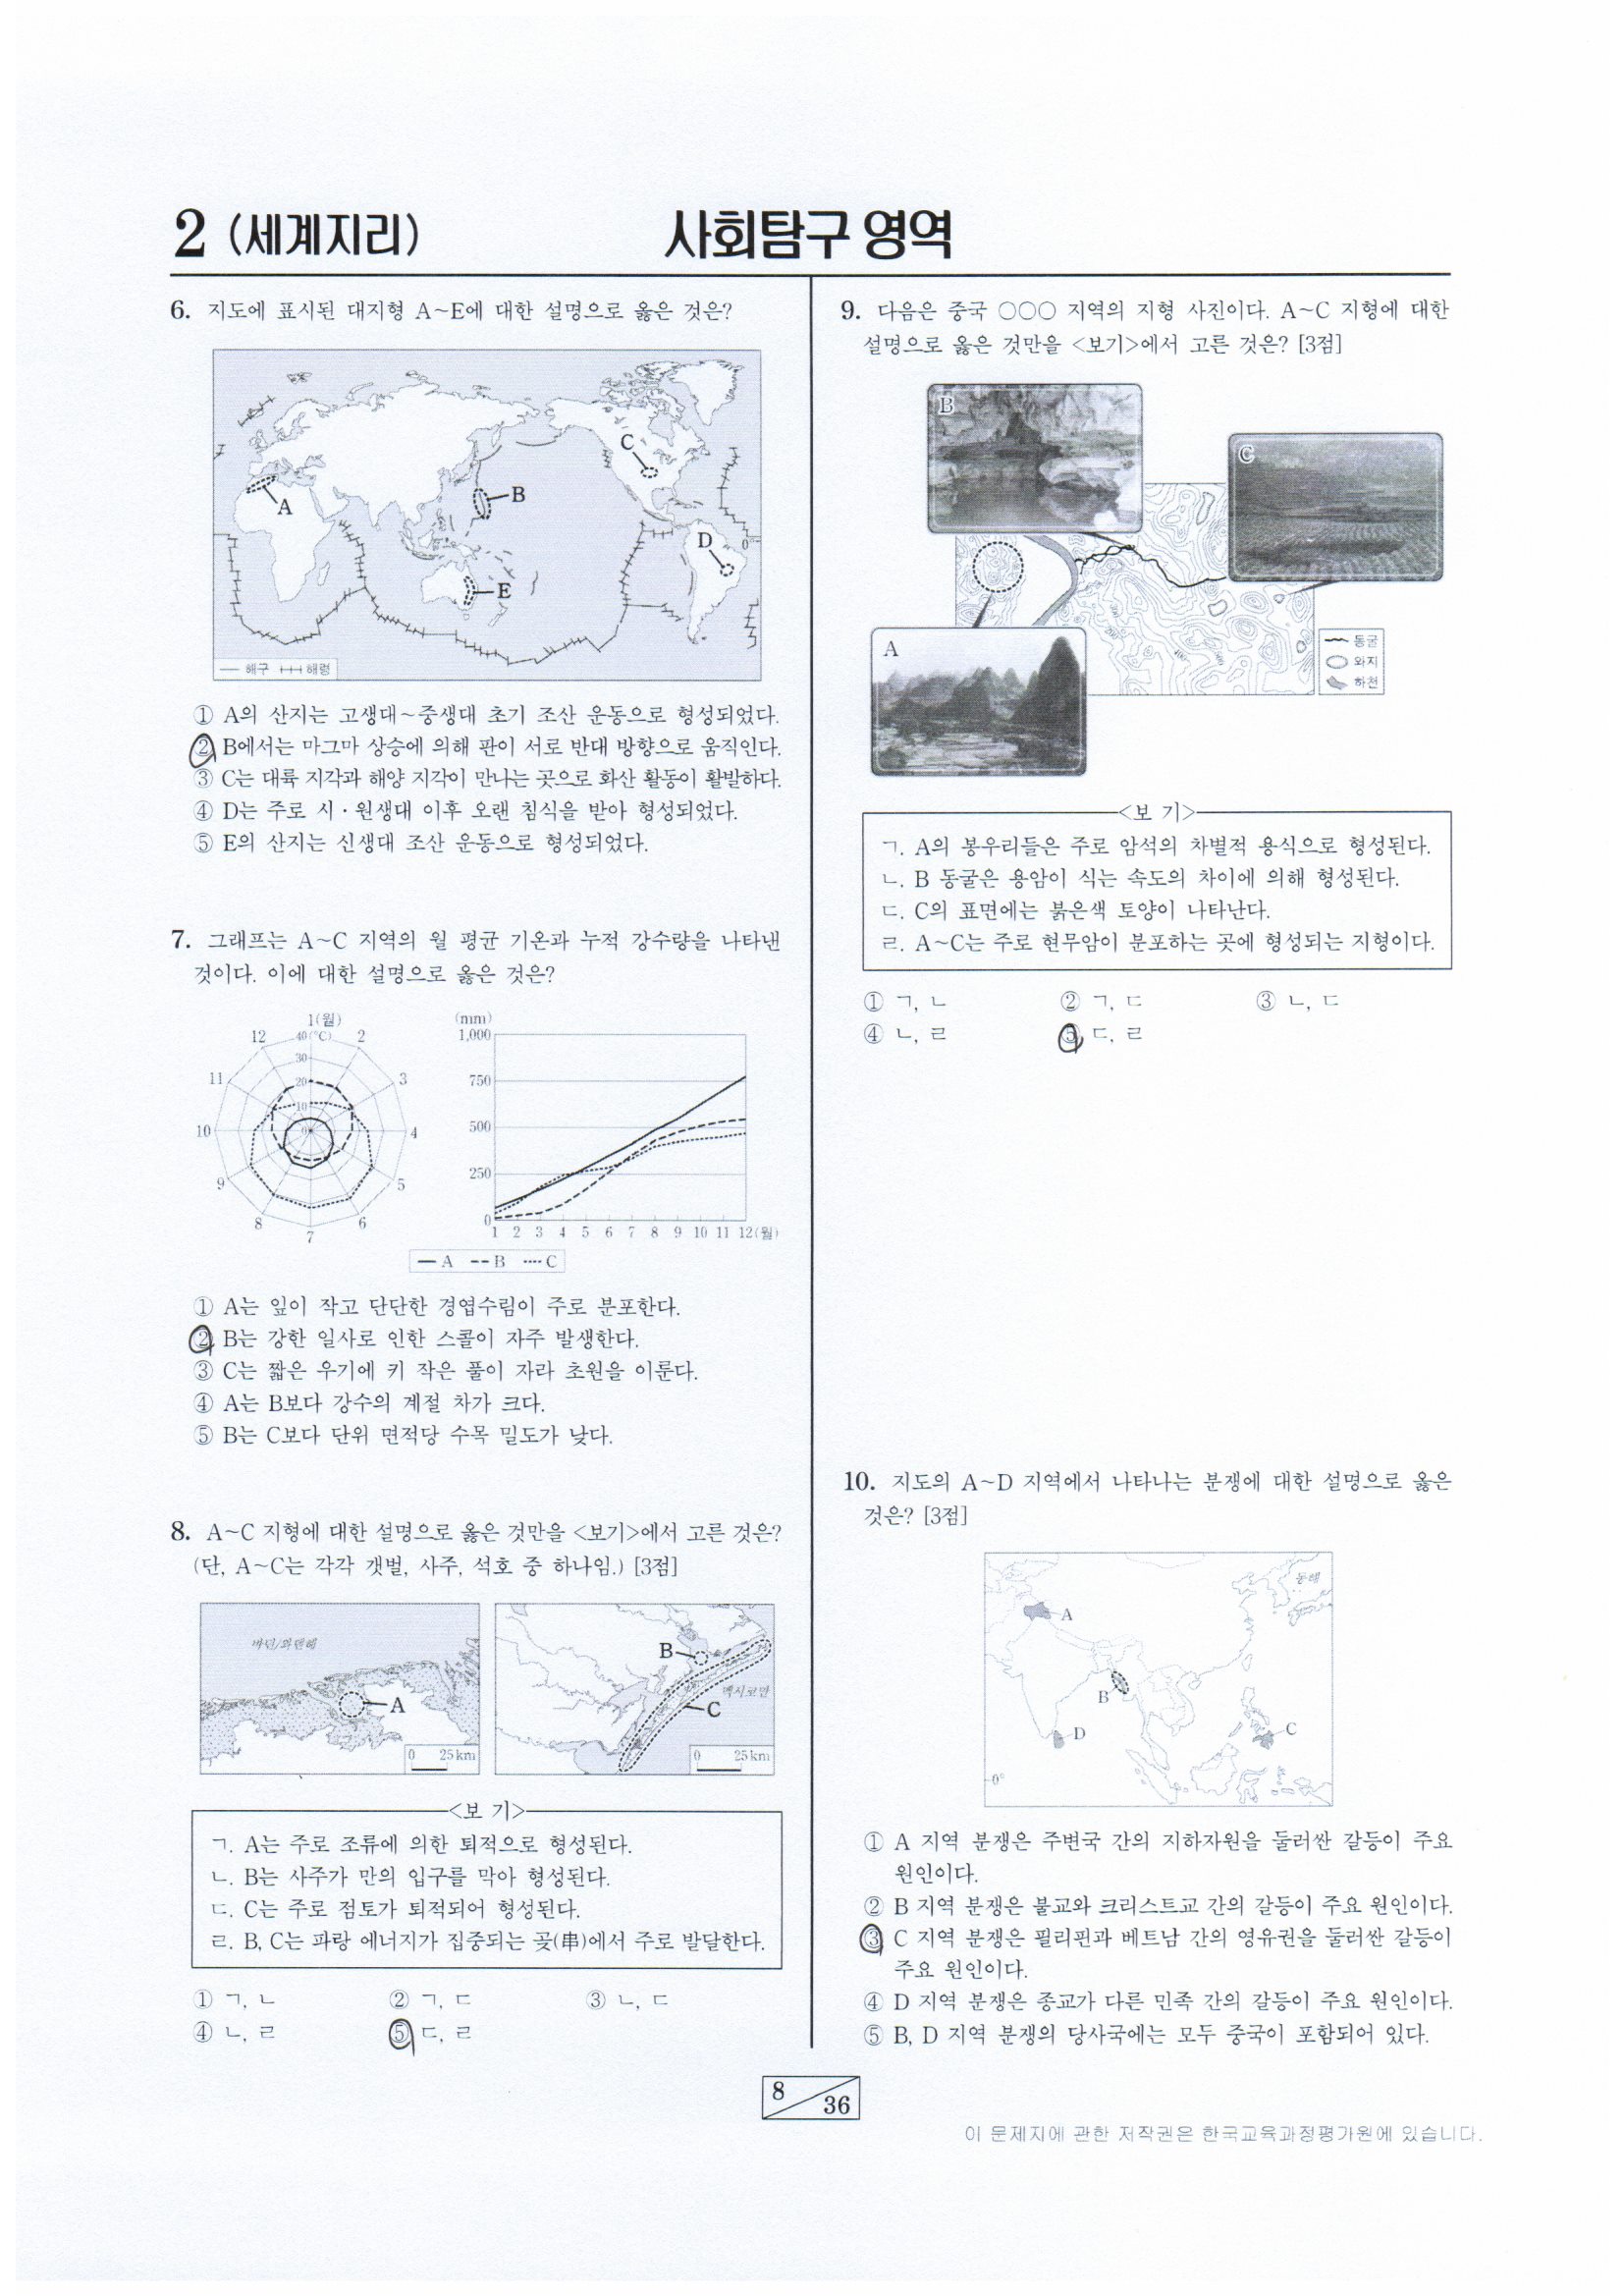 2 (세계지리)
사회탐구 영역
6. 지도에 표시된 대지형 A~E에 대한 설명으로 옳은 것은?
C
A
B
D
0°
E
해구 해령
① A의 산지는 고생대~중생대 초기 조산 운동으로 형성되었다.
② B에서는 마그마 상승에 의해 판이 서로 반대 방향으로 움직인다.
③ C는 대륙 지각과 해양 지각이 만나는 곳으로 화산 활동이 활발하다.
④ D는 주로 시·원생대 이후 오랜 침식을 받아 형성되었다.
⑤ E의 산지는 신생대 조산 운동으로 형성되었다.
7. 그래프는 A~C 지역의 월 평균 기온과 누적 강수량을 나타낸
것이다. 이에 대한 설명으로 옳은 것은?
1(월)
12 40(℃) 2
30
11 20 3
10
10 0 4
9 5
8 6
7
(mm)
1,000
750
500
250
0
1 2 3 4 5 6 7 8 9 10 11 12(월)
A B C
① A는 잎이 작고 단단한 경엽수림이 주로 분포한다.
② B는 강한 일사로 인한 스콜이 자주 발생한다.
③ C는 짧은 우기에 키 작은 풀이 자라 초원을 이룬다.
④ A는 B보다 강수의 계절 차가 크다.
⑤ B는 C보다 단위 면적당 수목 밀도가 낮다.
8. A~C 지형에 대한 설명으로 옳은 것만을 <보기>에서 고른 것은?
(단, A~C는 각각 갯벌, 사주, 석호 중 하나임.) [3점]
바덴/와덴해
A
0 25km
B
멕시코만
C
0 25km
<보 기>
ㄱ. A는 주로 조류에 의한 퇴적으로 형성된다.
ㄴ. B는 사주가 만의 입구를 막아 형성된다.
ㄷ. C는 주로 점토가 퇴적되어 형성된다.
ㄹ. B, C는 파랑 에너지가 집중되는 곶(串)에서 주로 발달한다.
① ㄱ, ㄴ ② ㄱ, ㄷ ③ ㄴ, ㄷ
④ ㄴ, ㄹ ⑤ ㄷ, ㄹ
9. 다음은 중국 ○○○ 지역의 지형 사진이다. A~C 지형에 대한
설명으로 옳은 것만을 <보기>에서 고른 것은? [3점]
B
C
A
동굴
와지
하천
<보 기>
ㄱ. A의 봉우리들은 주로 암석의 차별적 용식으로 형성된다.
ㄴ. B 동굴은 용암이 식는 속도의 차이에 의해 형성된다.
ㄷ. C의 표면에는 붉은색 토양이 나타난다.
ㄹ. A~C는 주로 현무암이 분포하는 곳에 형성되는 지형이다.
① ㄱ, ㄴ ② ㄱ, ㄷ ③ ㄴ, ㄷ
④ ㄴ, ㄹ ⑤ ㄷ, ㄹ
10. 지도의 A~D 지역에서 나타나는 분쟁에 대한 설명으로 옳은
것은? [3점]
동해
A
B
C
D
0°
① A 지역 분쟁은 주변국 간의 지하자원을 둘러싼 갈등이 주요
원인이다.
② B 지역 분쟁은 불교와 크리스트교 간의 갈등이 주요 원인이다.
③ C 지역 분쟁은 필리핀과 베트남 간의 영유권을 둘러싼 갈등이
주요 원인이다.
④ D 지역 분쟁은 종교가 다른 민족 간의 갈등이 주요 원인이다.
⑤ B, D 지역 분쟁의 당사국에는 모두 중국이 포함되어 있다.
8
36
이 문제지에 관한 저작권은 한국교육과정평가원에 있습니다.